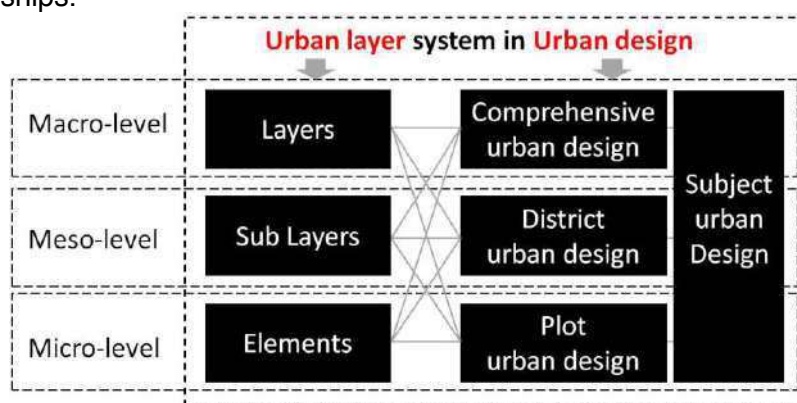 ships.
Urban layer system in Urban design
Macro-level
Layers
Comprehensive
urban design
Meso-level
Sub Layers
District
urban design
Micro-level
Elements
Plot
urban design
Subject
urban
Design